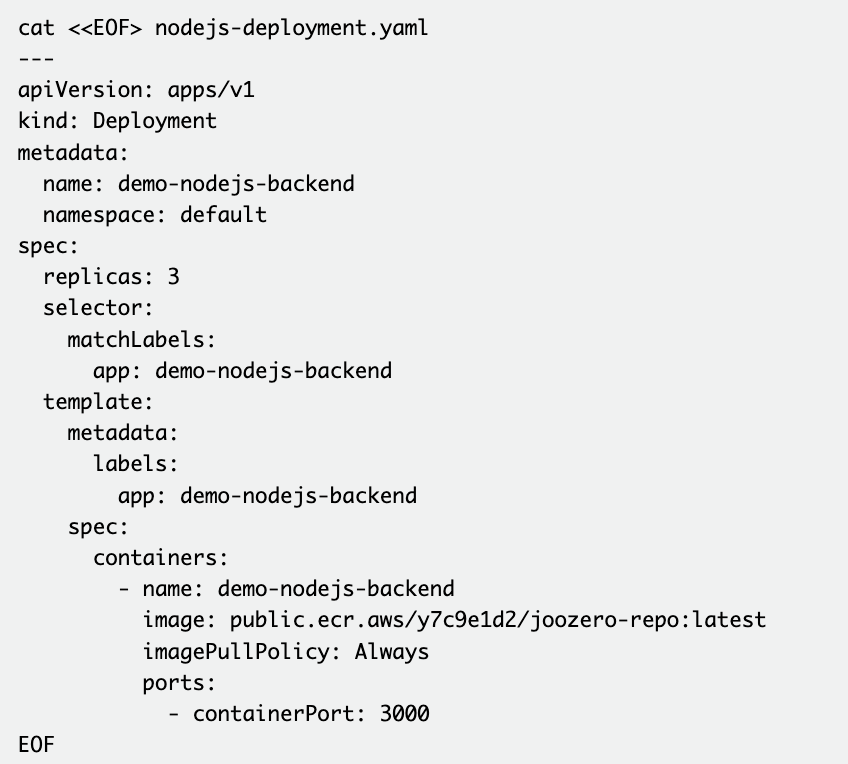 cat <<EOF> nodejs-deployment.yaml
---
apiVersion: apps/v1
kind: Deployment
metadata:
  name: demo-nodejs-backend
  namespace: default
spec:
  replicas: 3
  selector:
    matchLabels:
      app: demo-nodejs-backend
  template:
    metadata:
      labels:
        app: demo-nodejs-backend
    spec:
      containers:
        - name: demo-nodejs-backend
          image: public.ecr.aws/y7c9e1d2/joozero-repo:latest
          imagePullPolicy: Always
          ports:
            - containerPort: 3000
EOF